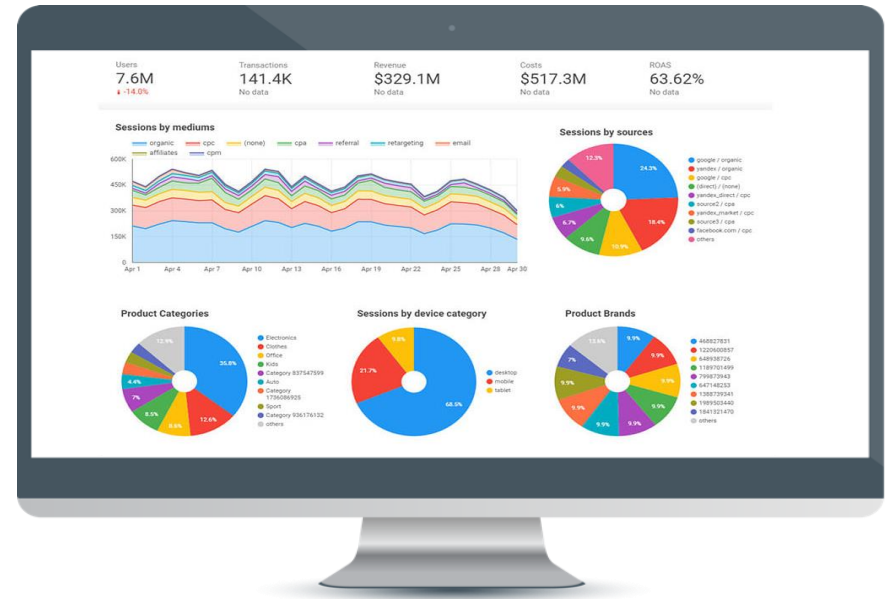 Users
7.6M
-14.0%
Transactions
141.4K
No data
Revenue
$329.1M
No data
Costs
$517.3M
No data
ROAS
63.62%
No data
Sessions by mediums
organic cpc (none) cpa referral retargeting email
affiliates cpm
600K
450K
300K
150K
0
Apr 1 Apr 4 Apr 7 Apr 10 Apr 13 Apr 16 Apr 19 Apr 22 Apr 25 Apr 28 Apr 30
Sessions by sources
24.3%
18.4%
10.9%
9.6%
6.7%
6%
5.9%
12.3%
google / organic
yandex / organic
google / cpc
(direct) / (none)
yandex_direct / cpc
source2 / cpa
yandex_market / cpc
source3 / cpa
facebook.com / cpc
others
Product Categories
35.8%
12.6%
8.6%
8.5%
7%
4.4%
12.9%
Electronics
Clothes
Office
Kids
Category 837547599
Auto
Category
1736086925
Sport
Category 936176132
others
Sessions by device category
68.5%
21.7%
9.8%
desktop
mobile
tablet
Product Brands
9.9%
9.9%
9.9%
9.9%
9.9%
9.9%
9.9%
9.9%
7%
13.6%
468827831
1220600857
648938726
1189701499
799873943
647148253
1388739341
1989503440
1841321470
others